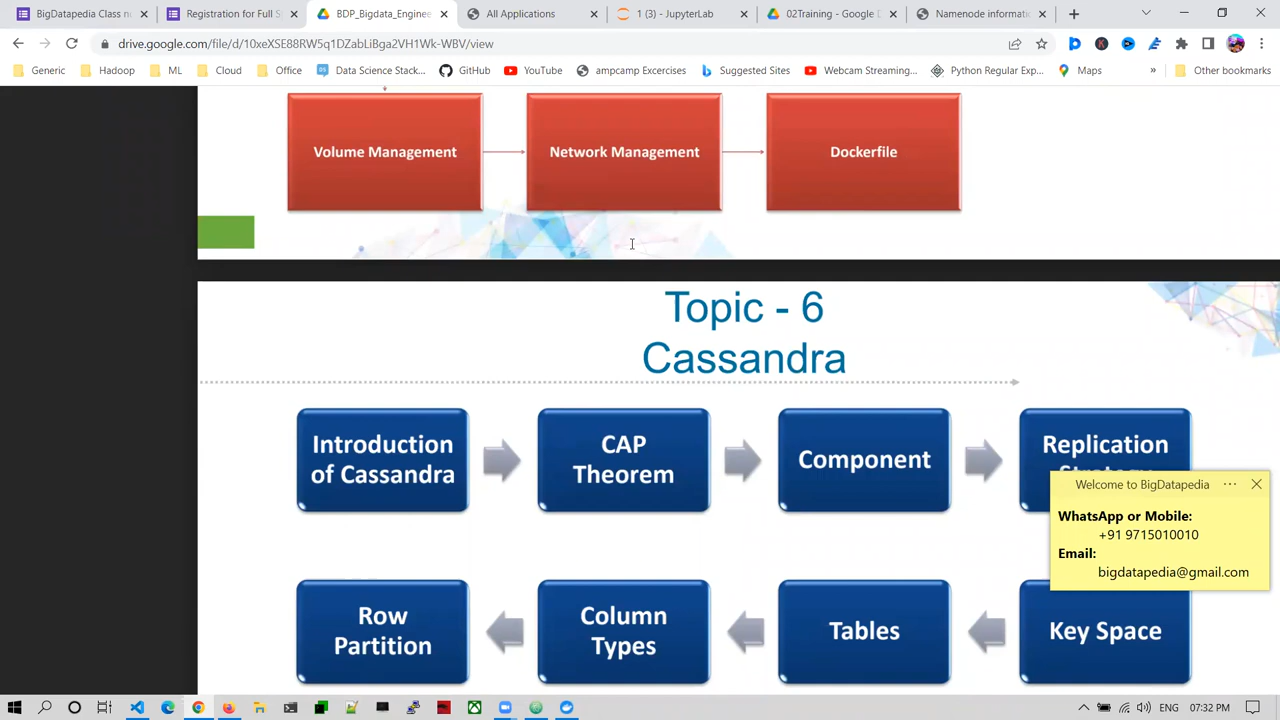 BigDatapedia Class n
Registration for Full S
BDP_Bigdata_Enginee
All Applications
1 (3) - JupyterLab
02Training - Google D
Namenode informati
drive.google.com/file/d/10xeXSE88RW5q1DZabLiBga2VH1Wk-WBV/view
Generic
Hadoop
ML
Cloud
Office
Data Science Stack...
GitHub
YouTube
ampcamp Excercises
Suggested Sites
Webcam Streaming...
Python Regular Exp...
Maps
»
Other bookmarks
Volume Management
Network Management
Dockerfile
Topic - 6
Cassandra
Introduction
of Cassandra
CAP
Theorem
Component
Replication
Welcome to BigDatapedia
WhatsApp or Mobile:
+91 9715010010
Email:
bigdatapedia@gmail.com
Row
Partition
Column
Types
Tables
Key Space
ENG
07:32 PM